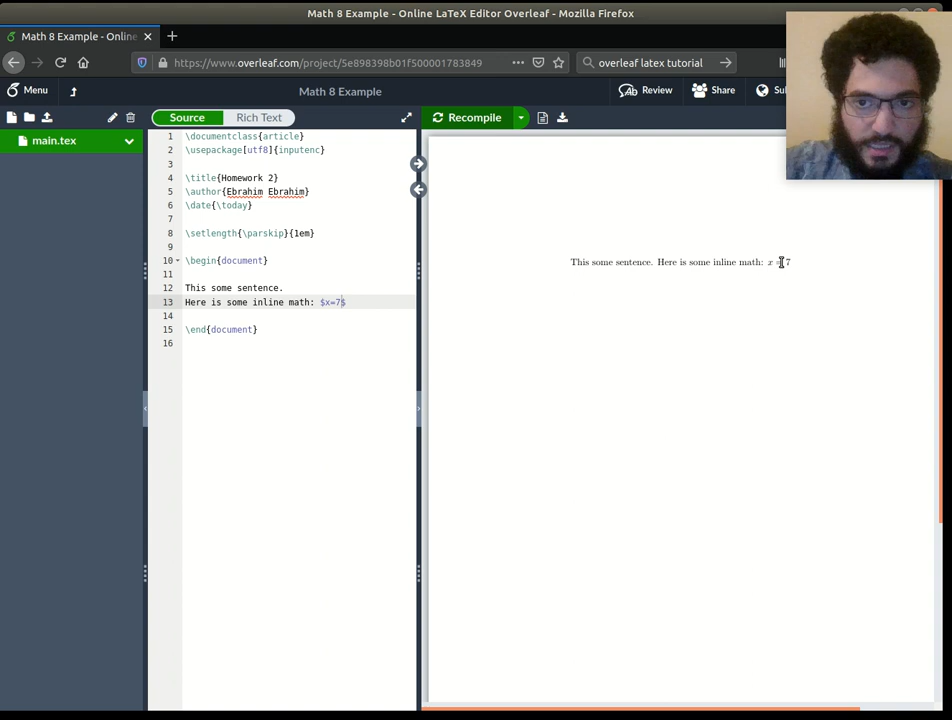 Math 8 Example - Online LaTeX Editor Overleaf - Mozilla Firefox
Math 8 Example - Online
https://www.overleaf.com/project/5e898398b01f500001783849
overleaf latex tutorial
Menu
Math 8 Example
Review
Share
main.tex
Source
Rich Text
Recompile
1 \documentclass{article}
2 \usepackage[utf8]{inputenc}
3
4 \title{Homework 2}
5 \author{Ebrahim Ebrahim}
6 \date{\today}
7
8 \setlength{\parskip}{1em}
9
10 \begin{document}
11
12 This some sentence.
13 Here is some inline math: $x=7$
14
15 \end{document}
16
This some sentence. Here is some inline math: x = 7